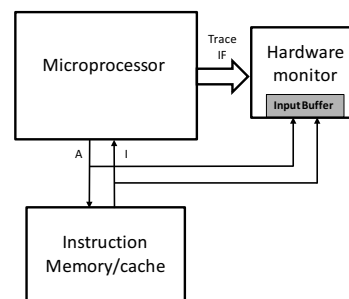 Microprocessor
Trace
IF
Hardware
monitor
Input Buffer
A
I
Instruction
Memory/cache